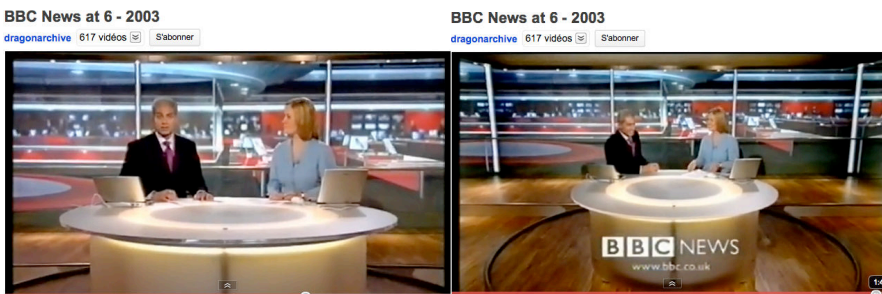 BBC News at 6 - 2003
dragonarchive 617 vidéos S'abonner
BBC News at 6 - 2003
dragonarchive 617 vidéos S'abonner
BBC NEWS
www.bbc.co.uk